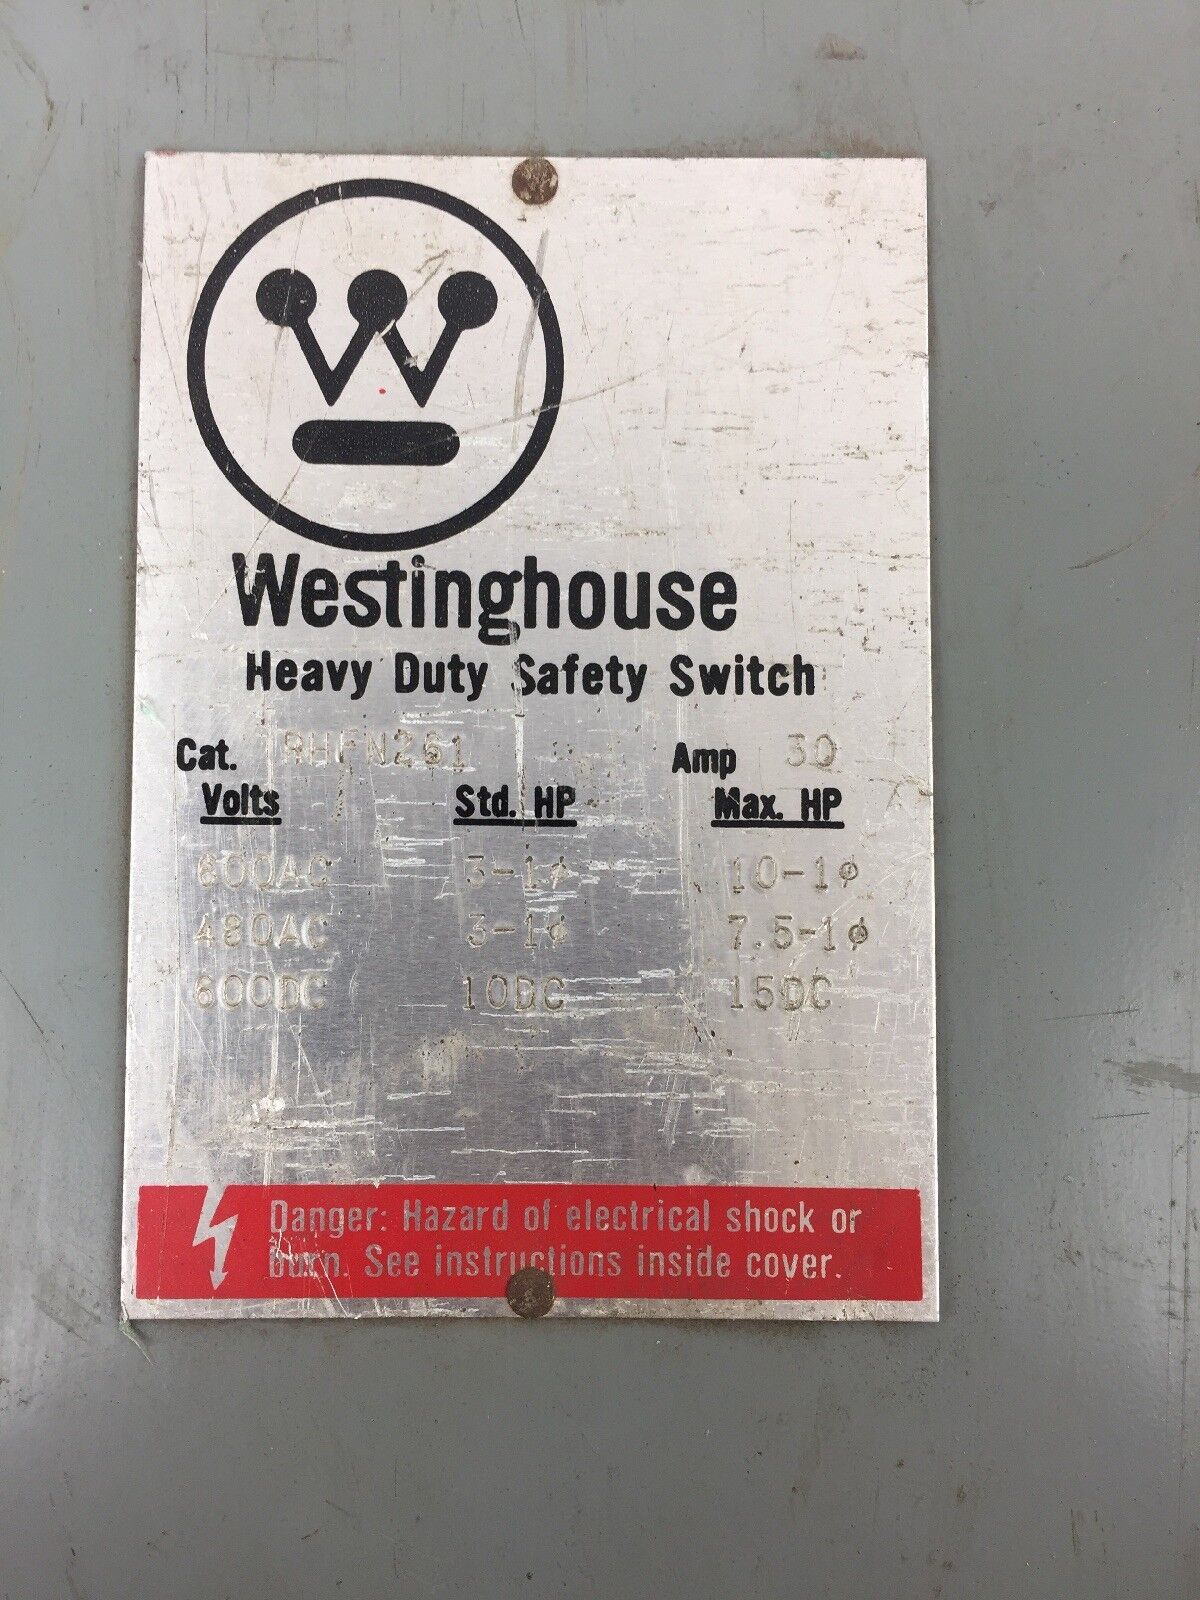 Westinghouse
Heavy Duty Safety Switch
Cat. RHFN261 Amp 30
Volts Std. HP Max. HP
600AC 3-1ϕ 10-1ϕ
480AC 3-1ϕ 7.5-1ϕ
600DC 10DC 15DC
Danger: Hazard of electrical shock or
burn. See instructions inside cover.